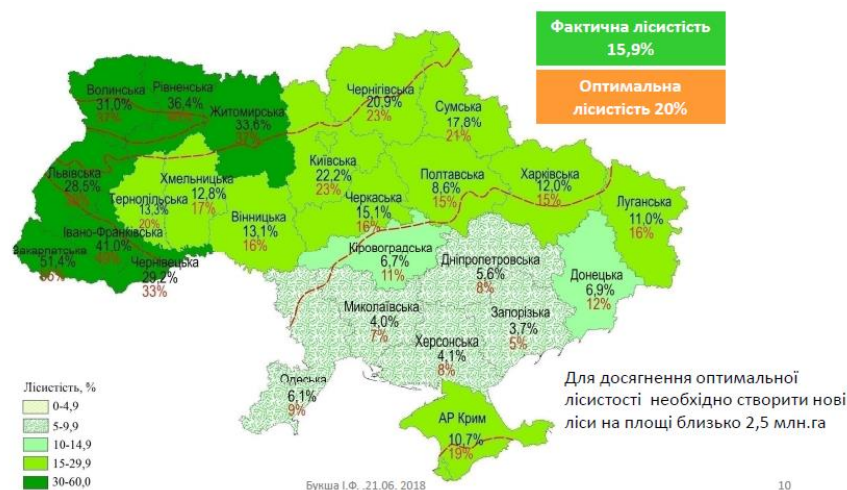 Фактична лісистість
15,9%
Оптимальна
лісистість 20%
Волинська
31,0%
37%
Рівненська
36,4%
Житомирська
33,6%
37%
Чернігівська
20,9%
23%
Сумська
17,8%
21%
Львівська
28,5%
Тернопільська
13,3%
20%
Хмельницька
12,8%
17%
Вінницька
13,1%
16%
Київська
22,2%
23%
Черкаська
15,1%
16%
Полтавська
8,6%
15%
Харківська
12,0%
15%
Луганська
11,0%
16%
Івано-Франківська
41,0%
Закарпатська
51,4%
Чернівецька
29,2%
33%
Кіровоградська
6,7%
11%
Дніпропетровська
5,6%
8%
Донецька
6,9%
12%
Миколаївська
4,0%
7%
Запорізька
3,7%
5%
Херсонська
4,1%
8%
Одеська
6,1%
9%
АР Крим
10,7%
19%
Для досягнення оптимальної
лісистості необхідно створити нові
ліси на площі близько 2,5 млн.га
Лісистість, %
0-4,9
5-9,9
10-14,9
15-29,9
30-60,0
Букша І.Ф. .21.06. 2018
10